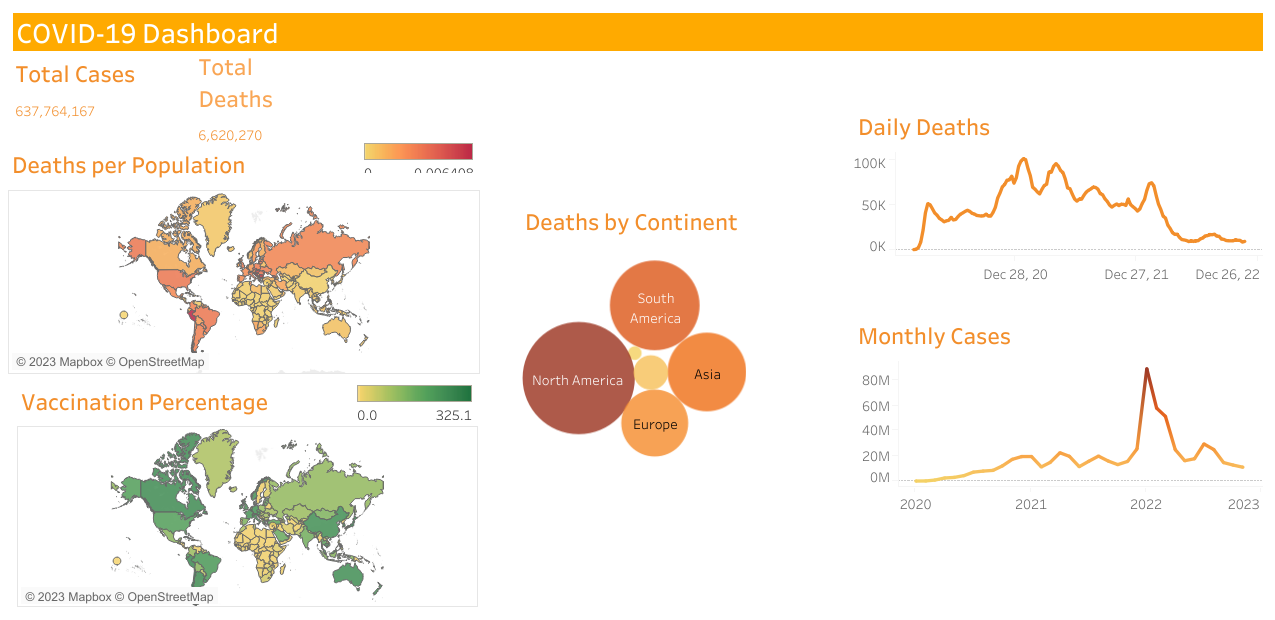 COVID-19 Dashboard
Total Cases
637,764,167
Total
Deaths
6,620,270
Deaths per Population
0 0.006408
© 2023 Mapbox © OpenStreetMap
Vaccination Percentage
0.0 325.1
© 2023 Mapbox © OpenStreetMap
Deaths by Continent
South
America
North America
Asia
Europe
Daily Deaths
100K
50K
0K
Dec 28, 20 Dec 27, 21 Dec 26, 22
Monthly Cases
80M
60M
40M
20M
0M
2020 2021 2022 2023